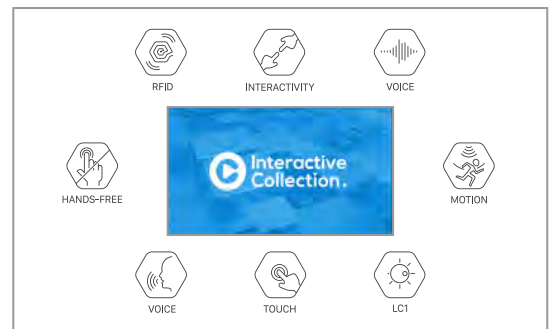 RFID
INTERACTIVITY
VOICE
Interactive
Collection.
HANDS-FREE
MOTION
VOICE
TOUCH
LC1